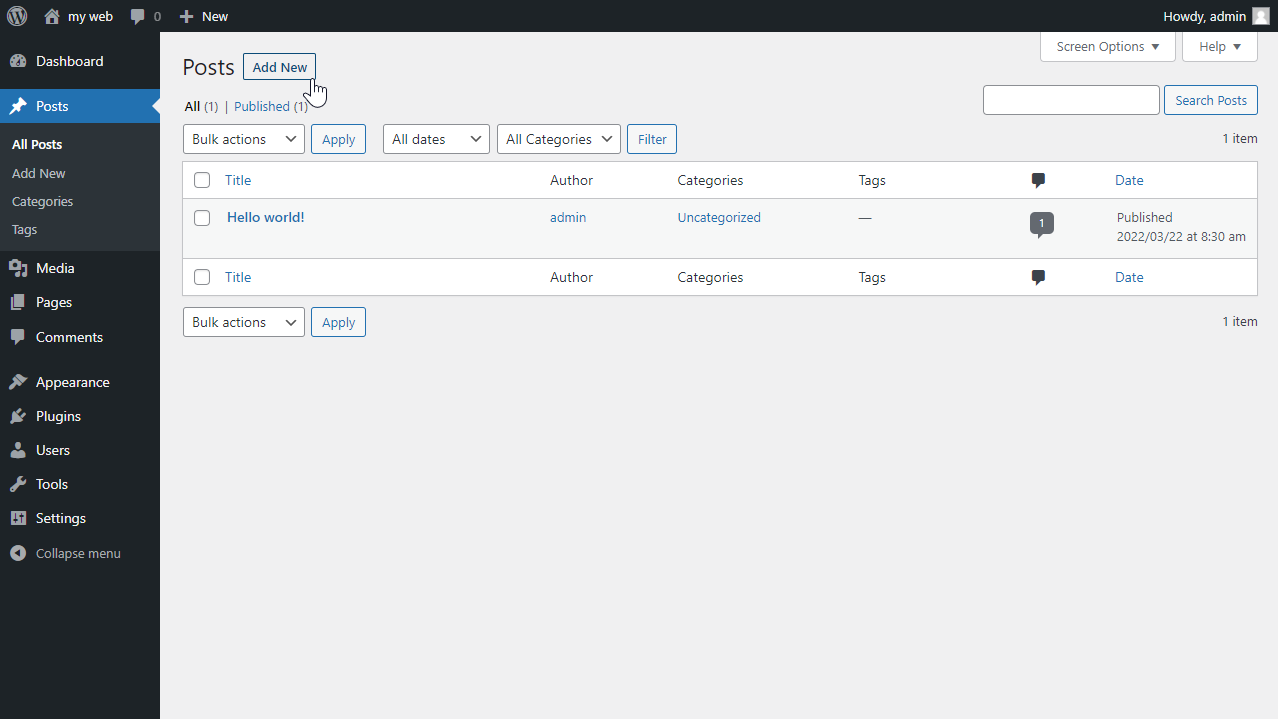 my web 0 New Howdy, admin
Dashboard
Posts
All Posts
Add New
Categories
Tags
Media
Pages
Comments
Appearance
Plugins
Users
Tools
Settings
Collapse menu
Screen Options Help
Posts Add New
All (1) | Published (1)
Search Posts
Bulk actions Apply All dates All Categories Filter 1 item
Title Author Categories Tags Date
Hello world! admin Uncategorized — 1 Published
2022/03/22 at 8:30 am
Title Author Categories Tags Date
Bulk actions Apply 1 item